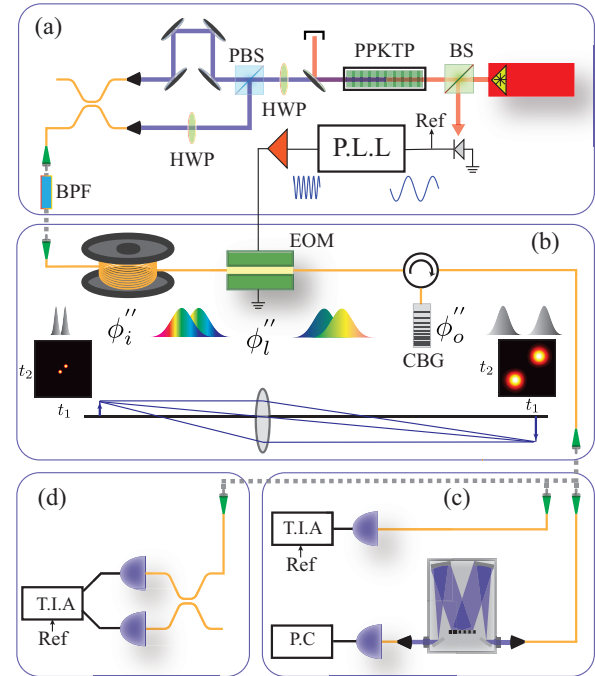 (a)
PBS
PPKTP
BS
HWP
HWP
Ref
P.L.L
BPF
EOM
(b)
ϕ″ᵢ
ϕ″ₗ
ϕ″ₒ
CBG
t₂
t₁
t₂
t₁
(d)
(c)
T.I.A
Ref
T.I.A
Ref
P.C